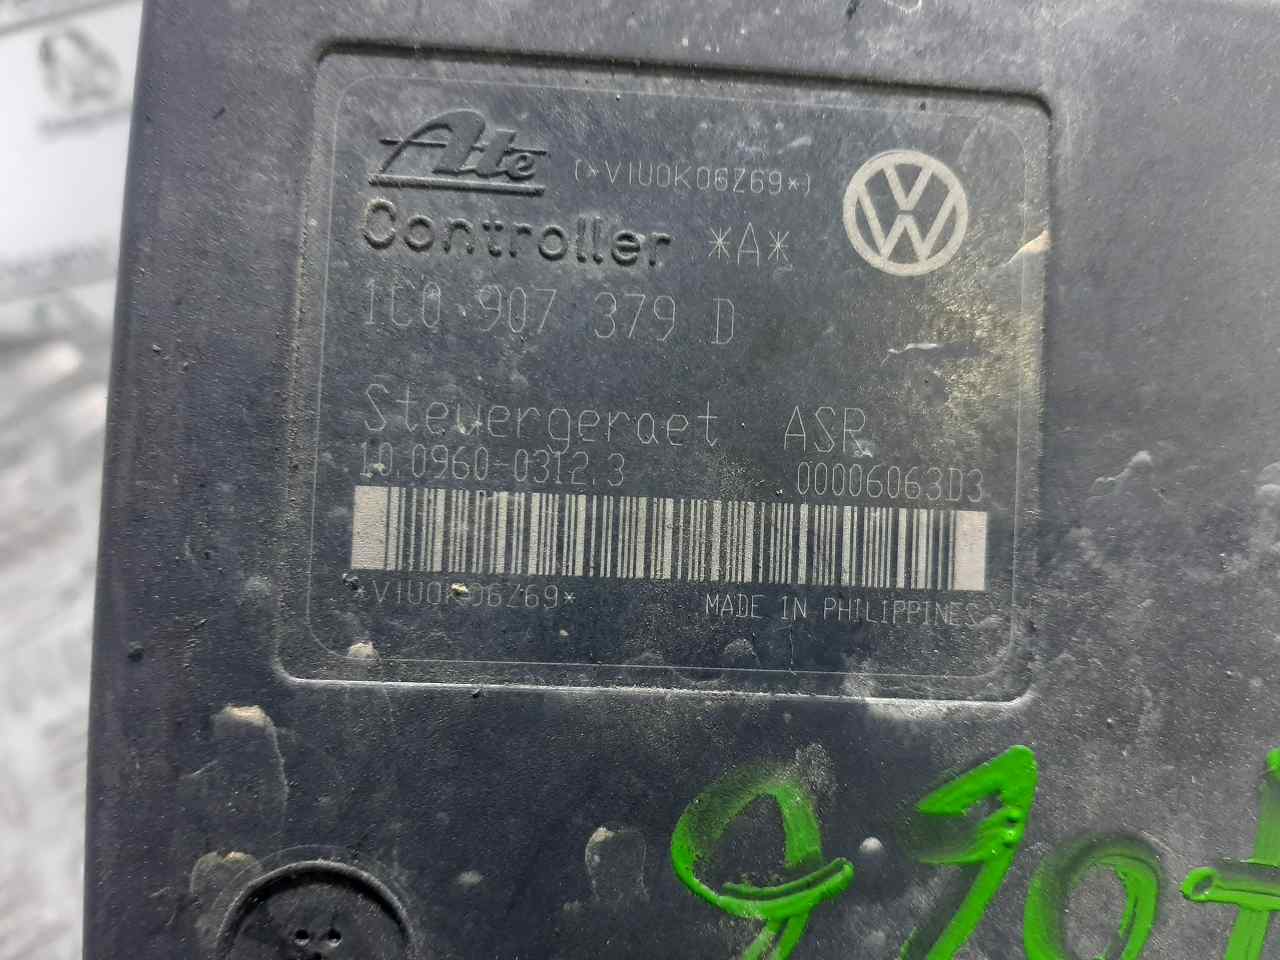 Ate (*V1U0K06Z69*)
Controller *A*
1C0 907 379 D
Steuergeraet ASR
10.0960-0312.3 00006063D3
*V1U0K06Z69* MADE IN PHILIPPINES